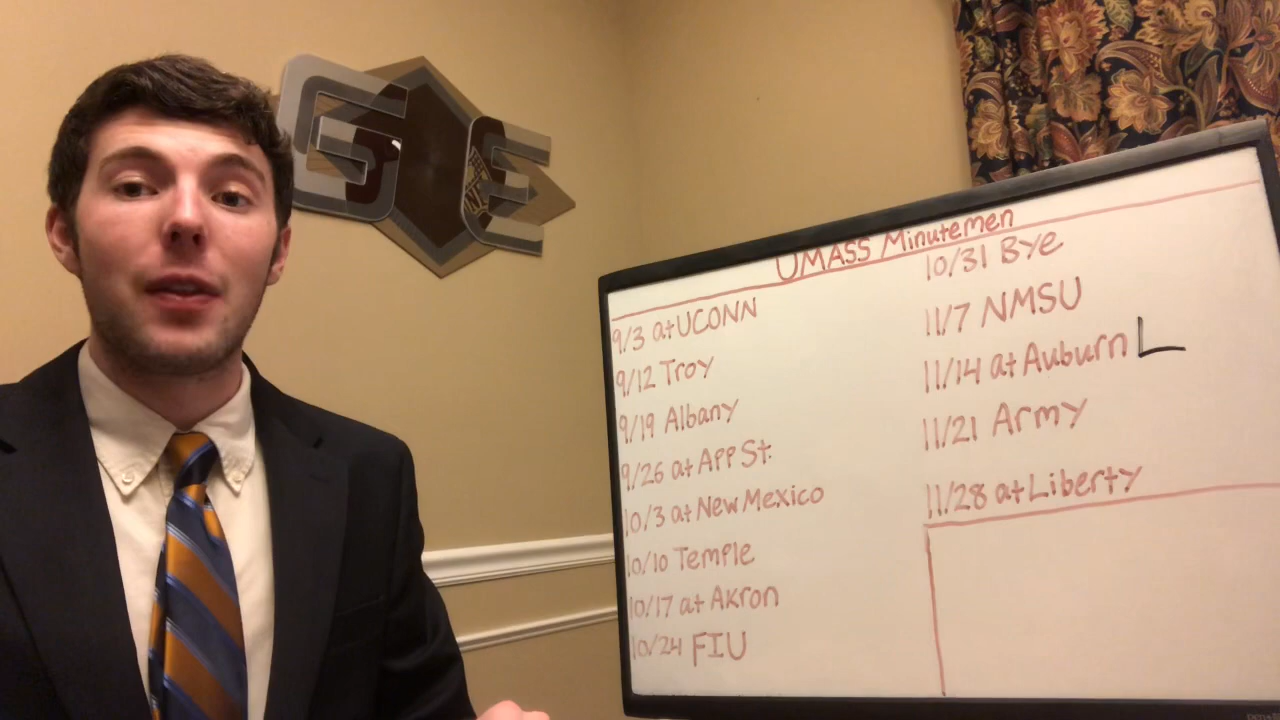 GE
UMASS Minutemen
9/3 at UCONN
9/12 Troy
9/19 Albany
9/26 at App St.
10/3 at New Mexico
10/10 Temple
10/17 at Akron
10/24 FIU
10/31 Bye
11/7 NMSU
11/14 at Auburn L
11/21 Army
11/28 at Liberty